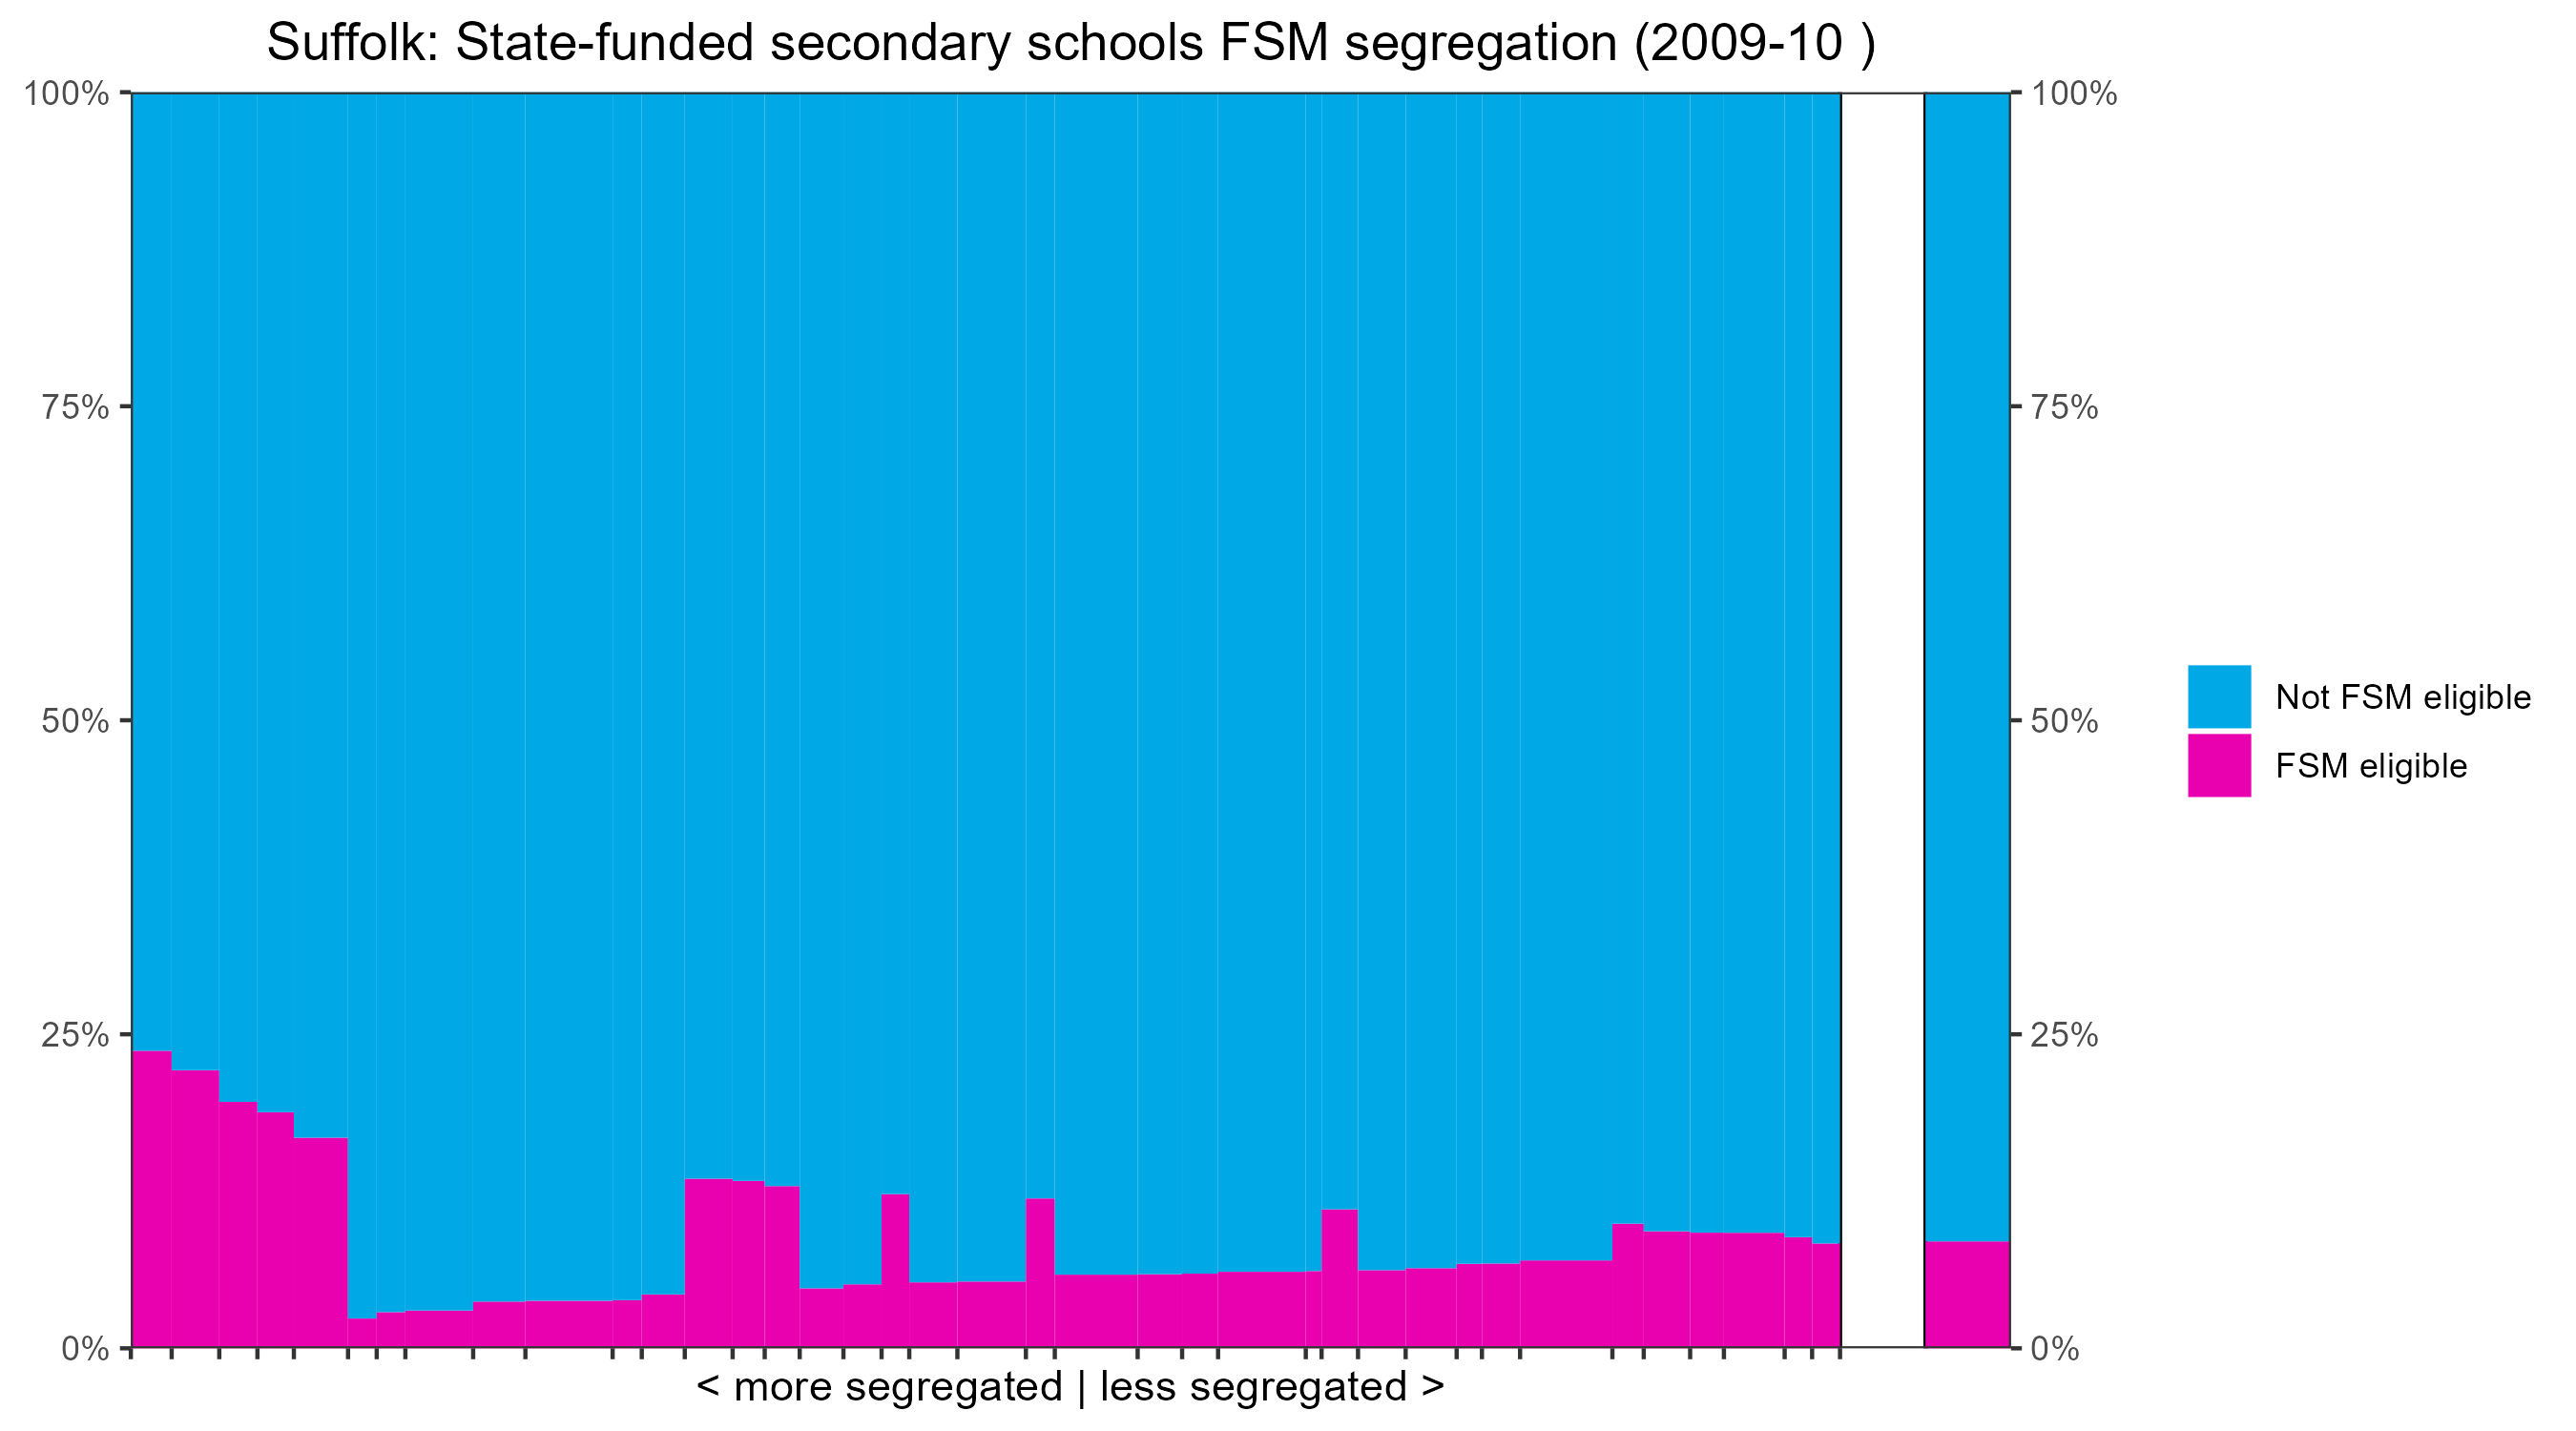 Suffolk: State-funded secondary schools FSM segregation (2009-10 )
100%
75%
50%
25%
0%
100%
75%
50%
25%
0%
Not FSM eligible
FSM eligible
< more segregated | less segregated >